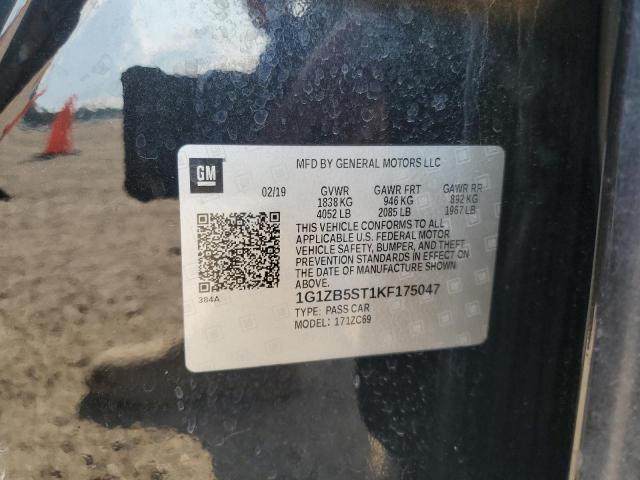 GM
MFD BY GENERAL MOTORS LLC
02/19 GVWR GAWR FRT GAWR RR
1838 KG 946 KG 892 KG
4052 LB 2085 LB 1967 LB
THIS VEHICLE CONFORMS TO ALL
APPLICABLE U.S. FEDERAL MOTOR
VEHICLE SAFETY, BUMPER, AND THEFT
PREVENTION STANDARDS IN EFFECT ON
THE DATE OF MANUFACTURE SHOWN
ABOVE.
384A
1G1ZB5ST1KF175047
TYPE: PASS CAR
MODEL: 171ZC69